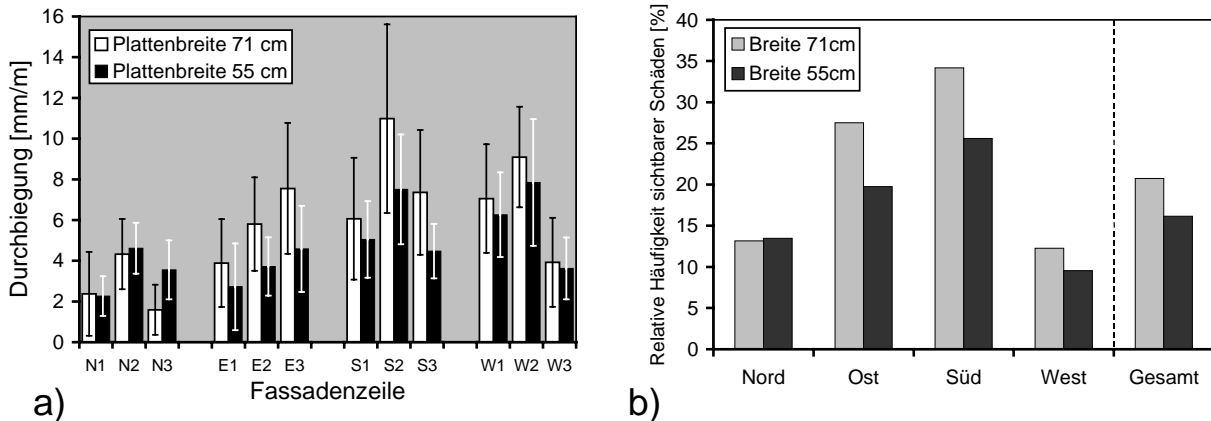 Durchbiegung [mm/m]
16
14
12
10
8
6
4
2
0
Plattenbreite 71 cm
Plattenbreite 55 cm
N1 N2 N3 E1 E2 E3 S1 S2 S3 W1 W2 W3
Fassadenzeile
a)
Relative Häufigkeit sichtbarer Schäden [%]
40
35
30
25
20
15
10
5
0
Breite 71cm
Breite 55cm
Nord Ost Süd West Gesamt
b)